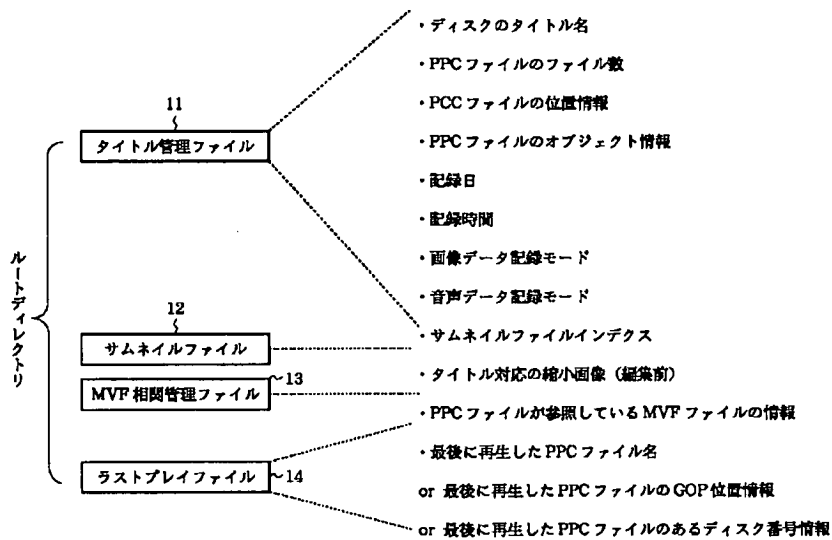 ルートディレクトリ
11
タイトル管理ファイル
・ディスクのタイトル名
・PPCファイルのファイル数
・PCCファイルの位置情報
・PPCファイルのオブジェクト情報
・記録日
・記録時間
・画像データ記録モード
・音声データ記録モード
・サムネイルファイルインデクス
12
サムネイルファイル
・タイトル対応の縮小画像（編集前）
13
MVF相関管理ファイル
・PPCファイルが参照しているMVFファイルの情報
ラストプレイファイル
14
・最後に再生したPPCファイル名
or 最後に再生したPPCファイルのGOP位置情報
or 最後に再生したPPCファイルのあるディスク番号情報